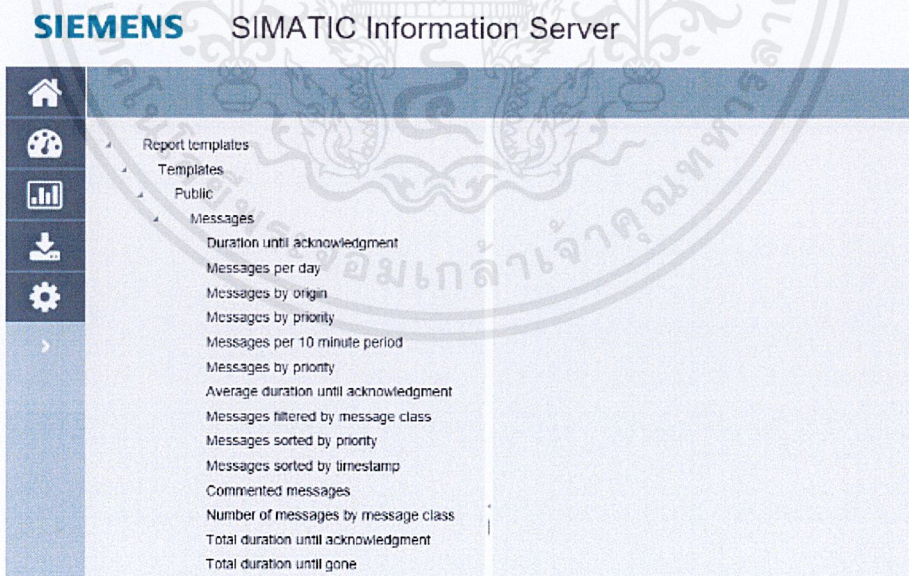 SIEMENS SIMATIC Information Server
Report templates
Templates
Public
Messages
Duration until acknowledgment
Messages per day
Messages by origin
Messages by priority
Messages per 10 minute period
Messages by priority
Average duration until acknowledgment
Messages filtered by message class
Messages sorted by priority
Messages sorted by timestamp
Commented messages
Number of messages by message class
Total duration until acknowledgment
Total duration until gone